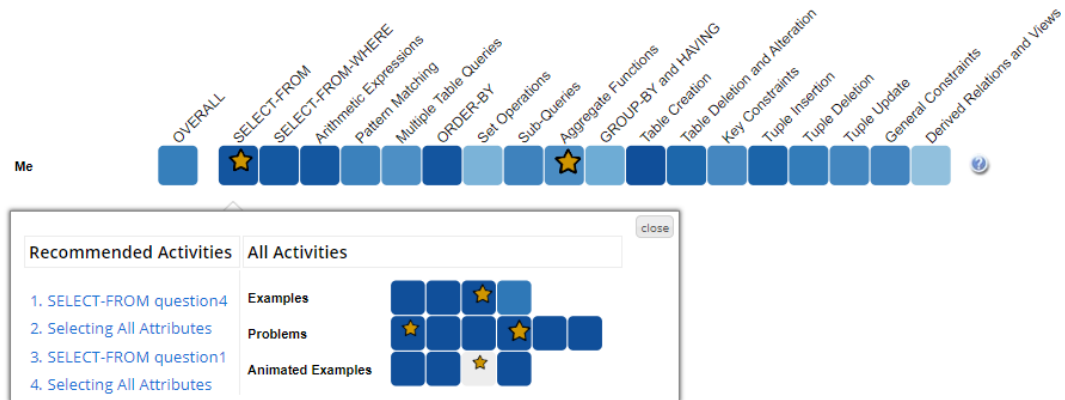 OVERALL
SELECT-FROM
SELECT-FROM-WHERE
Arithmetic Expressions
Pattern Matching
Multiple Table Queries
ORDER-BY
Set Operations
Sub-Queries
Aggregate Functions
GROUP-BY and HAVING
Table Creation
Table Deletion and Alteration
Key Constraints
Tuple Insertion
Tuple Deletion
Tuple Update
General Constraints
Derived Relations and Views
Me
?
close
Recommended Activities
All Activities
1. SELECT-FROM question4
2. Selecting All Attributes
3. SELECT-FROM question1
4. Selecting All Attributes
Examples
Problems
Animated Examples